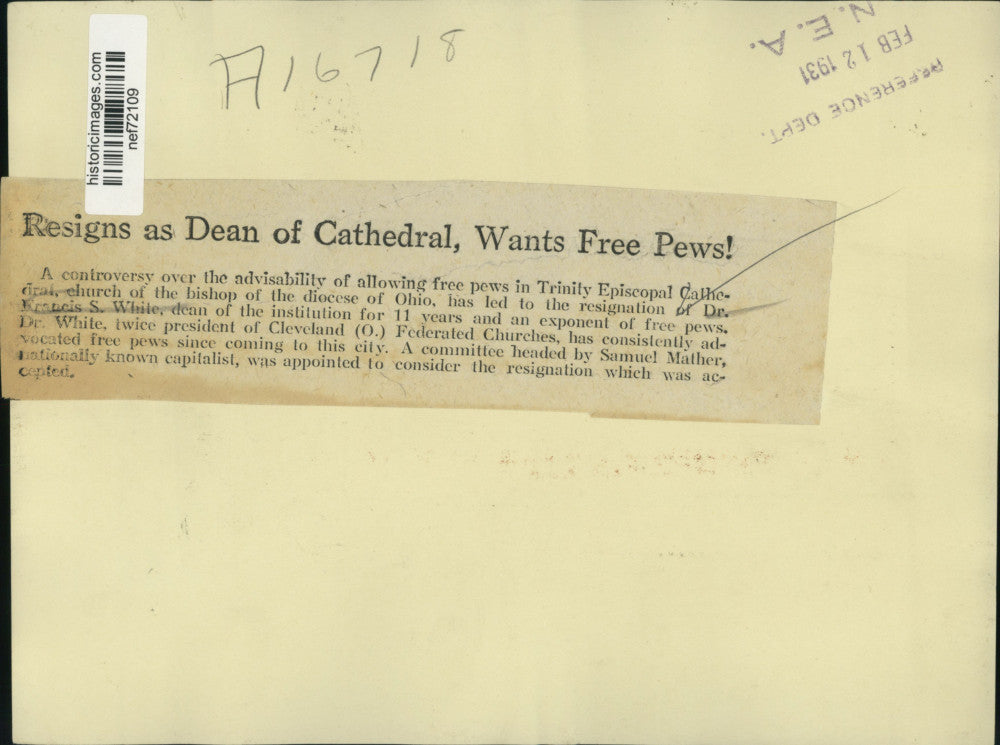 historicimages.com
nef72109
A16718
N. E. A.
FEB 12 1931
REFERENCE DEPT.
Resigns as Dean of Cathedral, Wants Free Pews!
A controversy over the advisability of allowing free pews in Trinity Episcopal Cathe-
dral, church of the bishop of the diocese of Ohio, has led to the resignation of Dr.
Francis S. White, dean of the institution for 11 years and an exponent of free pews.
Dr. White, twice president of Cleveland (O.) Federated Churches, has consistently ad-
vocated free pews since coming to this city. A committee headed by Samuel Mather,
nationally known capitalist, was appointed to consider the resignation which was ac-
cepted.